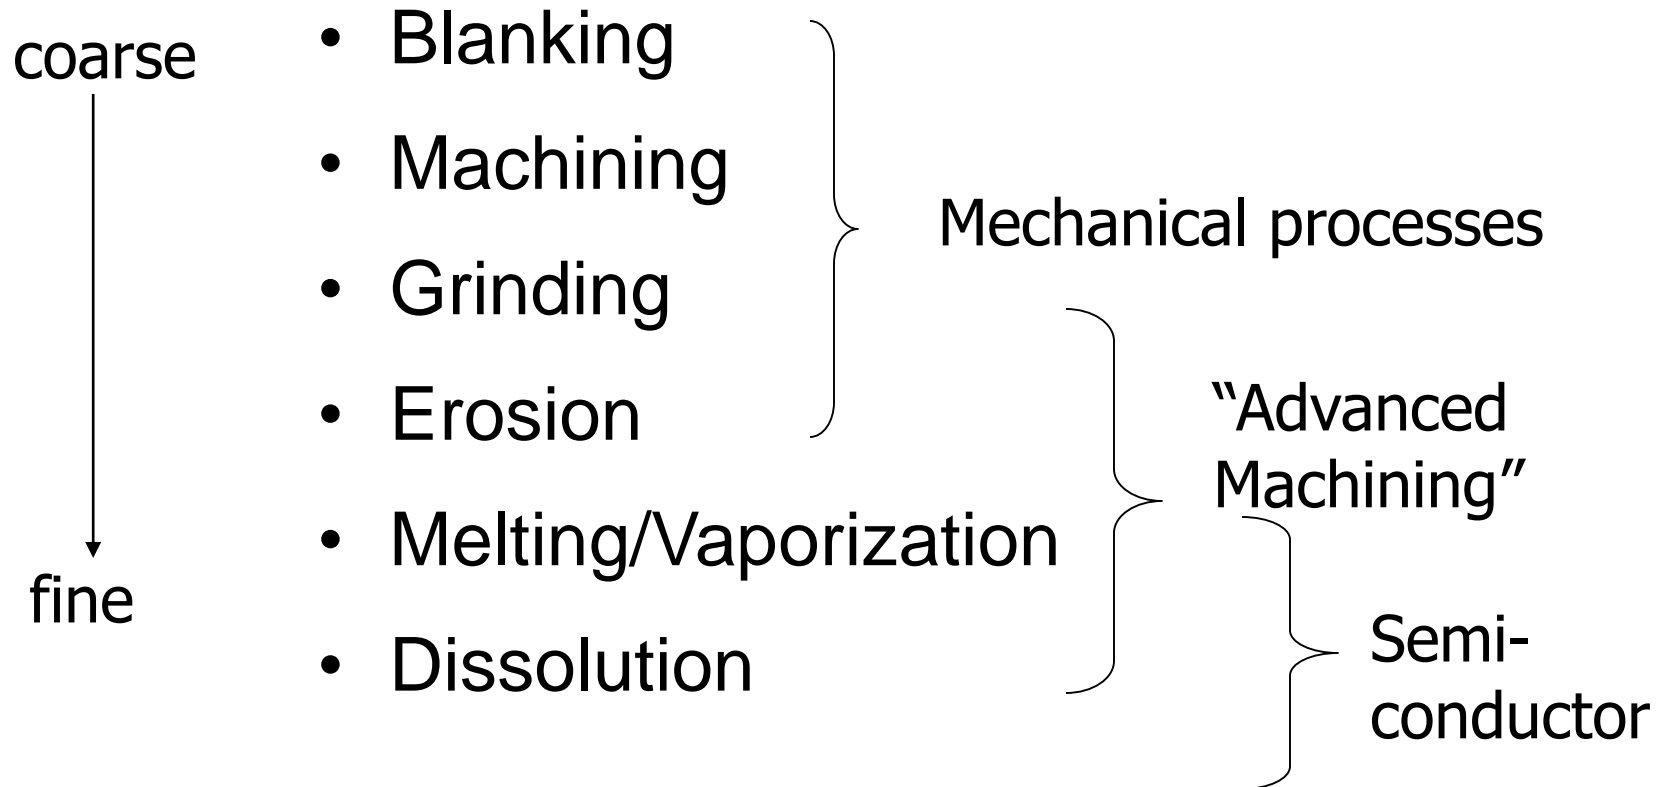 coarse
• Blanking
• Machining
• Grinding
• Erosion
• Melting/Vaporization
• Dissolution
fine
Mechanical processes
“Advanced
Machining”
Semi-
conductor